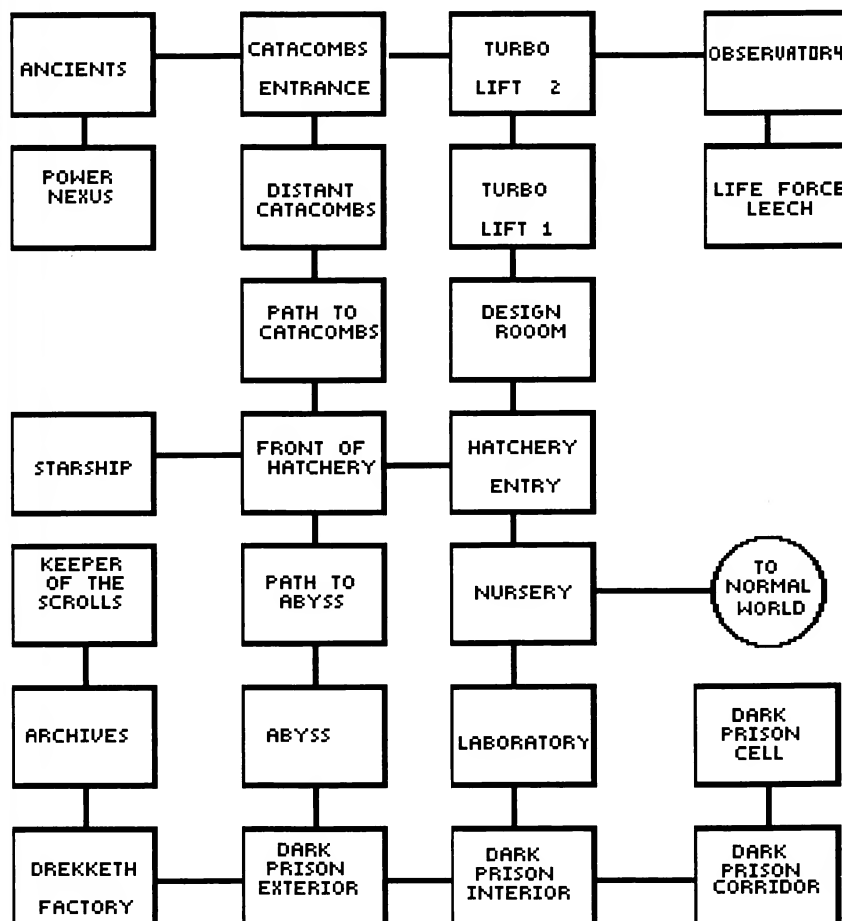 ANCIENTS
CATACOMBS
ENTRANCE
TURBO
LIFT 2
OBSERVATORY
POWER
NEXUS
DISTANT
CATACOMBS
TURBO
LIFT 1
LIFE FORCE
LEECH
PATH TO
CATACOMBS
DESIGN
ROOOM
STARSHIP
FRONT OF
HATCHERY
HATCHERY
ENTRY
KEEPER
OF THE
SCROLLS
PATH TO
ABYSS
NURSERY
TO
NORMAL
WORLD
ARCHIVES
ABYSS
LABORATORY
DARK
PRISON
CELL
DREKKETH
FACTORY
DARK
PRISON
EXTERIOR
DARK
PRISON
INTERIOR
DARK
PRISON
CORRIDOR